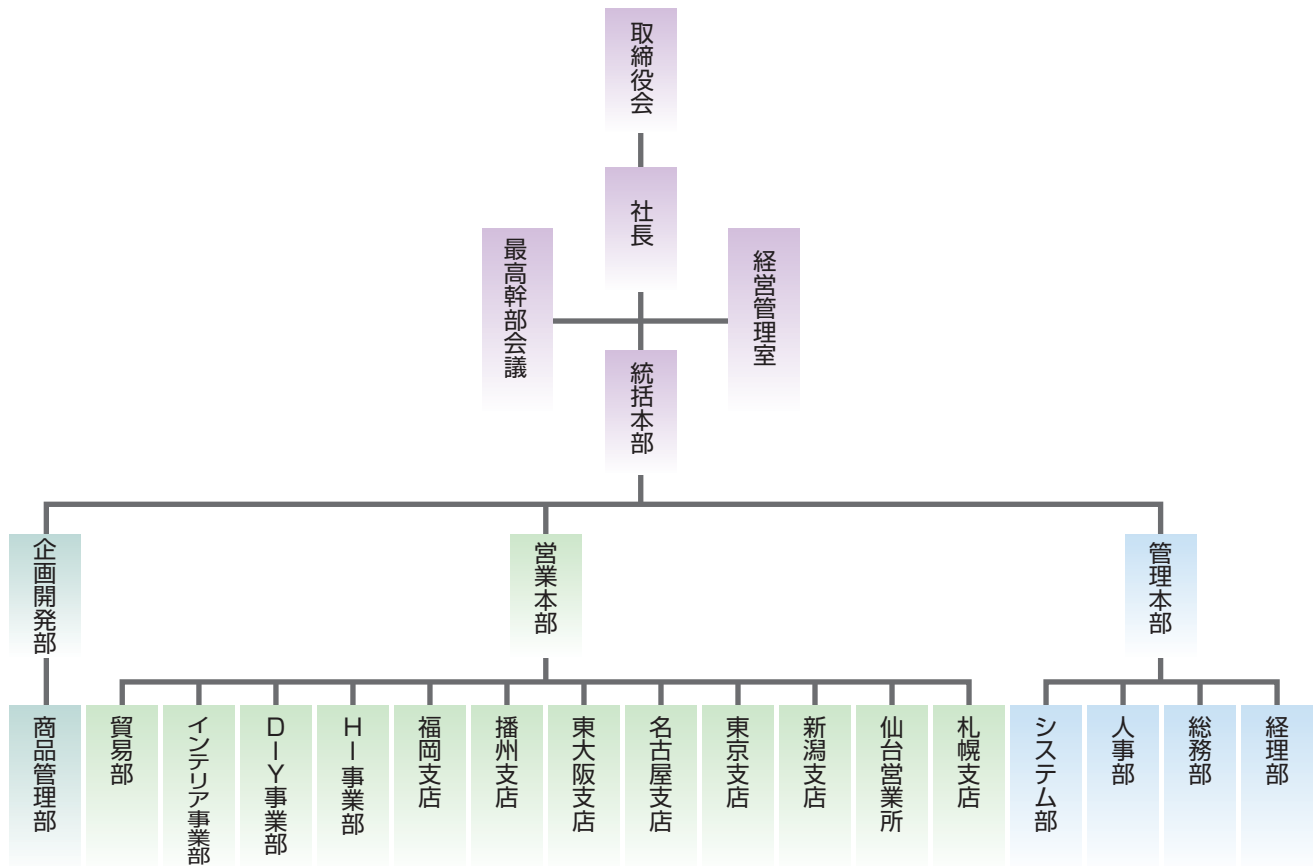 取締役会
社長
最高幹部会議
経営管理室
統括本部
企画開発部
営業本部
管理本部
商品管理部
貿易部
インテリア事業部
DIY事業部
HI事業部
福岡支店
播州支店
東大阪支店
名古屋支店
東京支店
新潟支店
仙台営業所
札幌支店
システム部
人事部
総務部
経理部